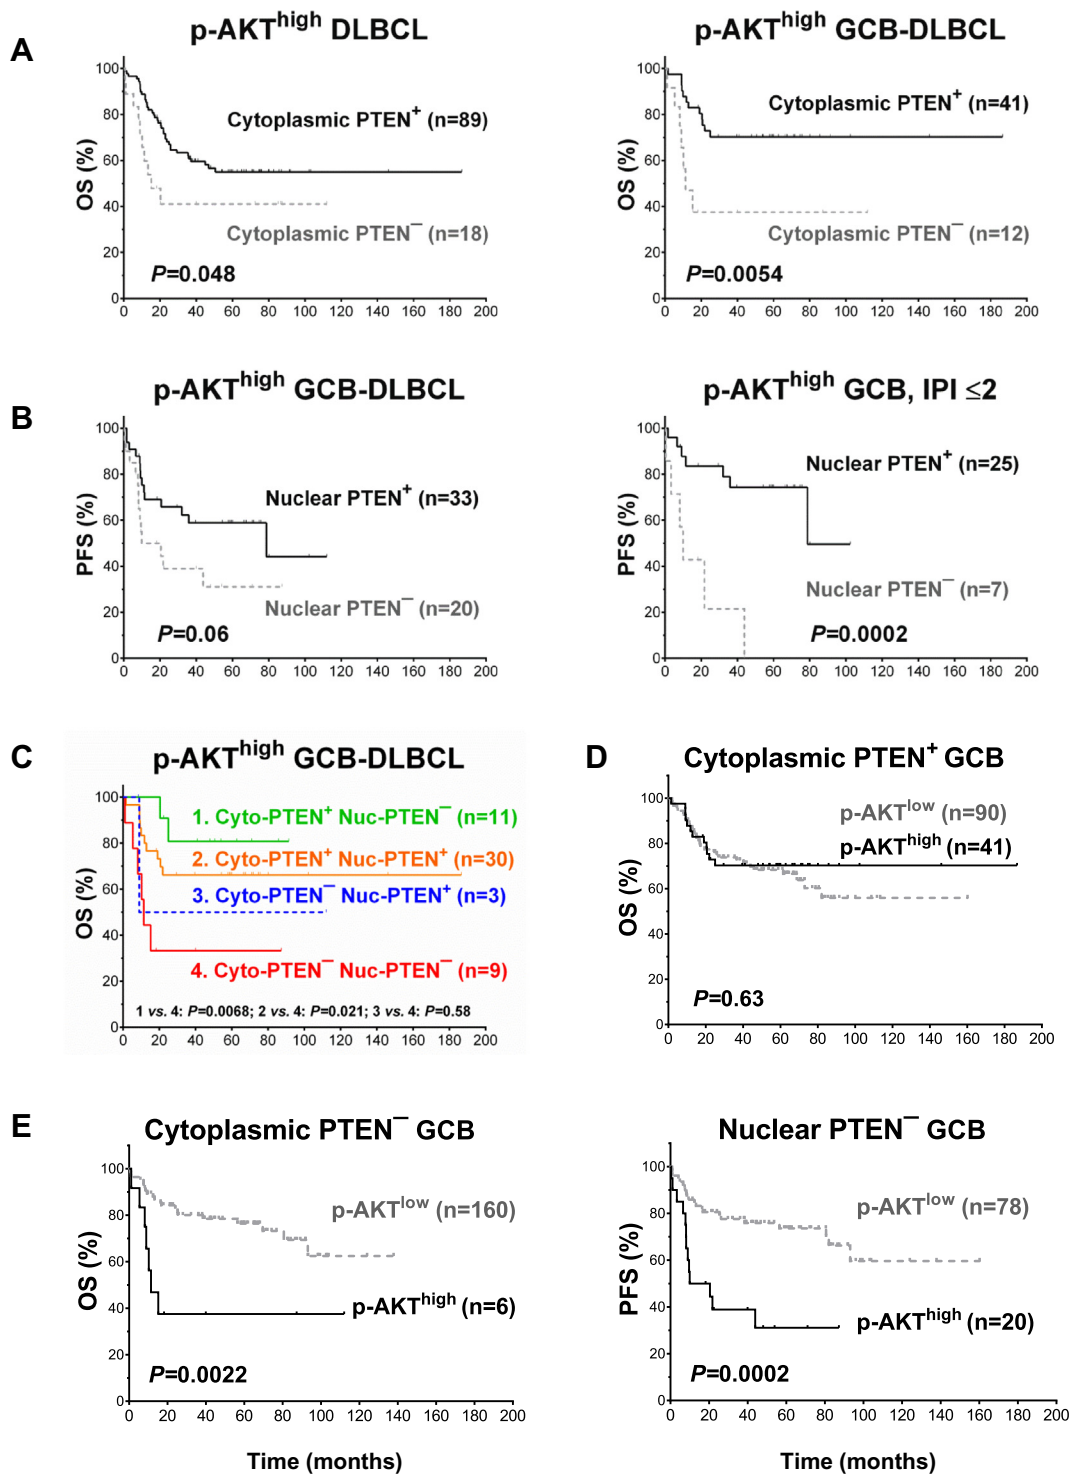 A
p-AKThigh DLBCL
OS (%)
100
80
60
40
20
0
Cytoplasmic PTEN+ (n=89)
Cytoplasmic PTEN– (n=18)
P=0.048
0 20 40 60 80 100 120 140 160 180 200
p-AKThigh GCB-DLBCL
OS (%)
100
80
60
40
20
0
Cytoplasmic PTEN+ (n=41)
Cytoplasmic PTEN– (n=12)
P=0.0054
0 20 40 60 80 100 120 140 160 180 200
B
p-AKThigh GCB-DLBCL
PFS (%)
100
80
60
40
20
0
Nuclear PTEN+ (n=33)
Nuclear PTEN– (n=20)
P=0.06
0 20 40 60 80 100 120 140 160 180 200
p-AKThigh GCB, IPI ≤2
PFS (%)
100
80
60
40
20
0
Nuclear PTEN+ (n=25)
Nuclear PTEN– (n=7)
P=0.0002
0 20 40 60 80 100 120 140 160 180 200
C
p-AKThigh GCB-DLBCL
OS (%)
100
80
60
40
20
0
1. Cyto-PTEN+ Nuc-PTEN– (n=11)
2. Cyto-PTEN+ Nuc-PTEN+ (n=30)
3. Cyto-PTEN– Nuc-PTEN+ (n=3)
4. Cyto-PTEN– Nuc-PTEN– (n=9)
1 vs. 4: P=0.0068; 2 vs. 4: P=0.021; 3 vs. 4: P=0.58
0 20 40 60 80 100 120 140 160 180 200
D
Cytoplasmic PTEN+ GCB
OS (%)
100
80
60
40
20
0
p-AKTlow (n=90)
p-AKThigh (n=41)
P=0.63
0 20 40 60 80 100 120 140 160 180 200
E
Cytoplasmic PTEN– GCB
OS (%)
100
80
60
40
20
0
p-AKTlow (n=160)
p-AKThigh (n=6)
P=0.0022
0 20 40 60 80 100 120 140 160 180 200
Time (months)
Nuclear PTEN– GCB
PFS (%)
100
80
60
40
20
0
p-AKTlow (n=78)
p-AKThigh (n=20)
P=0.0002
0 20 40 60 80 100 120 140 160 180 200
Time (months)